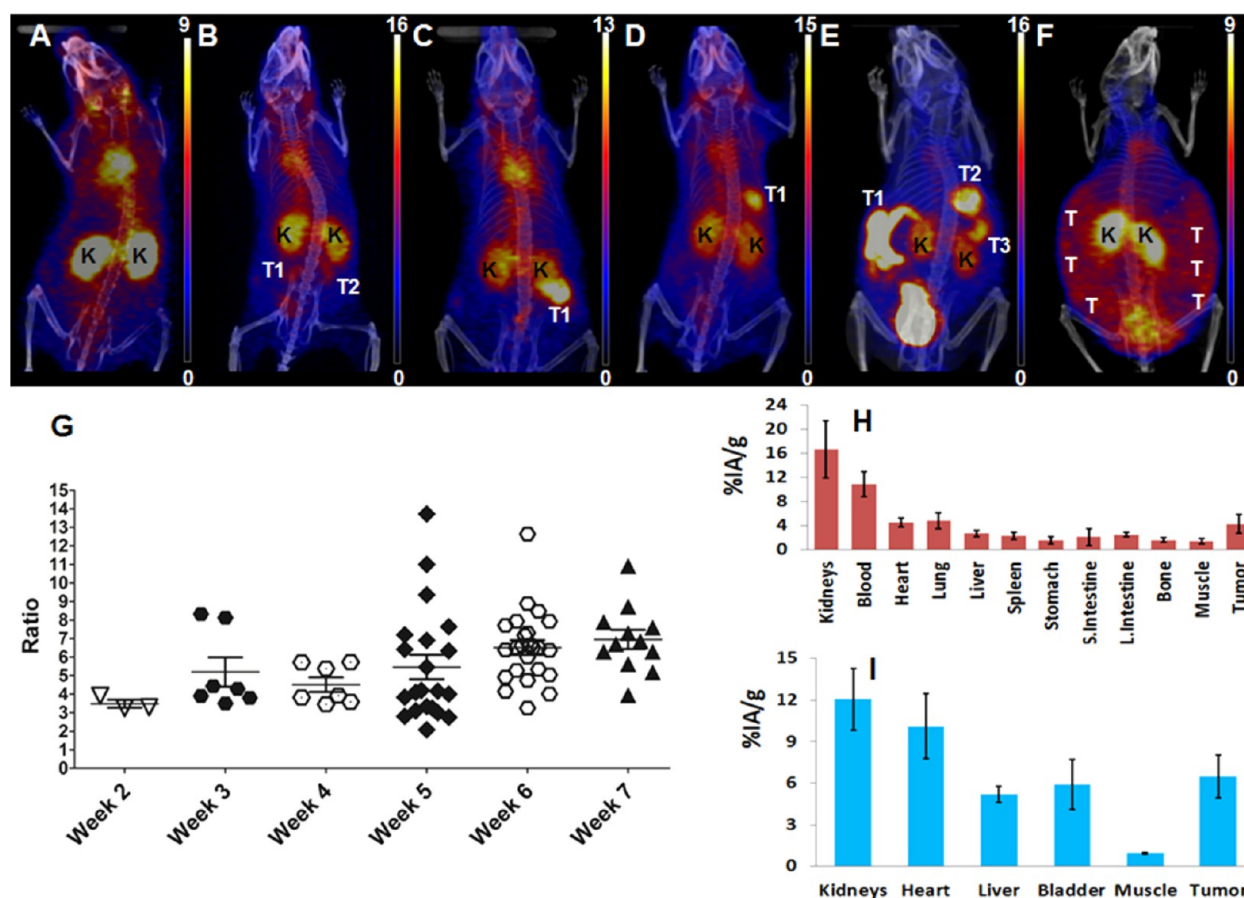 A 9 B 16 C 13 D 15 E 16 F 9
T2
T1
T1
T
T
K K
K K
K K
K K
K K
K K
T3
T
T
T1 T2
T1
T
T
0 0 0 0 0 0
G
Ratio
15
14
13
12
11
10
9
8
7
6
5
4
3
2
1
0
Week 2 Week 3 Week 4 Week 5 Week 6 Week 7
H
%IA/g
24
20
16
12
8
4
0
Kidneys Blood Heart Lung Liver Spleen Stomach S.Intestine L.Intestine Bone Muscle Tumor
I
%IA/g
15
12
9
6
3
0
Kidneys Heart Liver Bladder Muscle Tumor